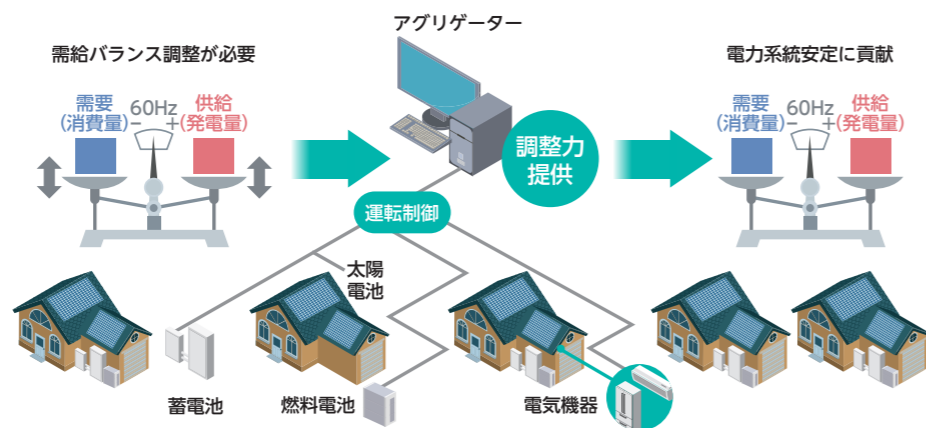 アグリゲーター
需給バランス調整が必要
電力系統安定に貢献
需要
(消費量)
60Hz
− +
供給
(発電量)
調整力
提供
需要
(消費量)
60Hz
− +
供給
(発電量)
運転制御
太陽
電池
蓄電池
燃料電池
電気機器